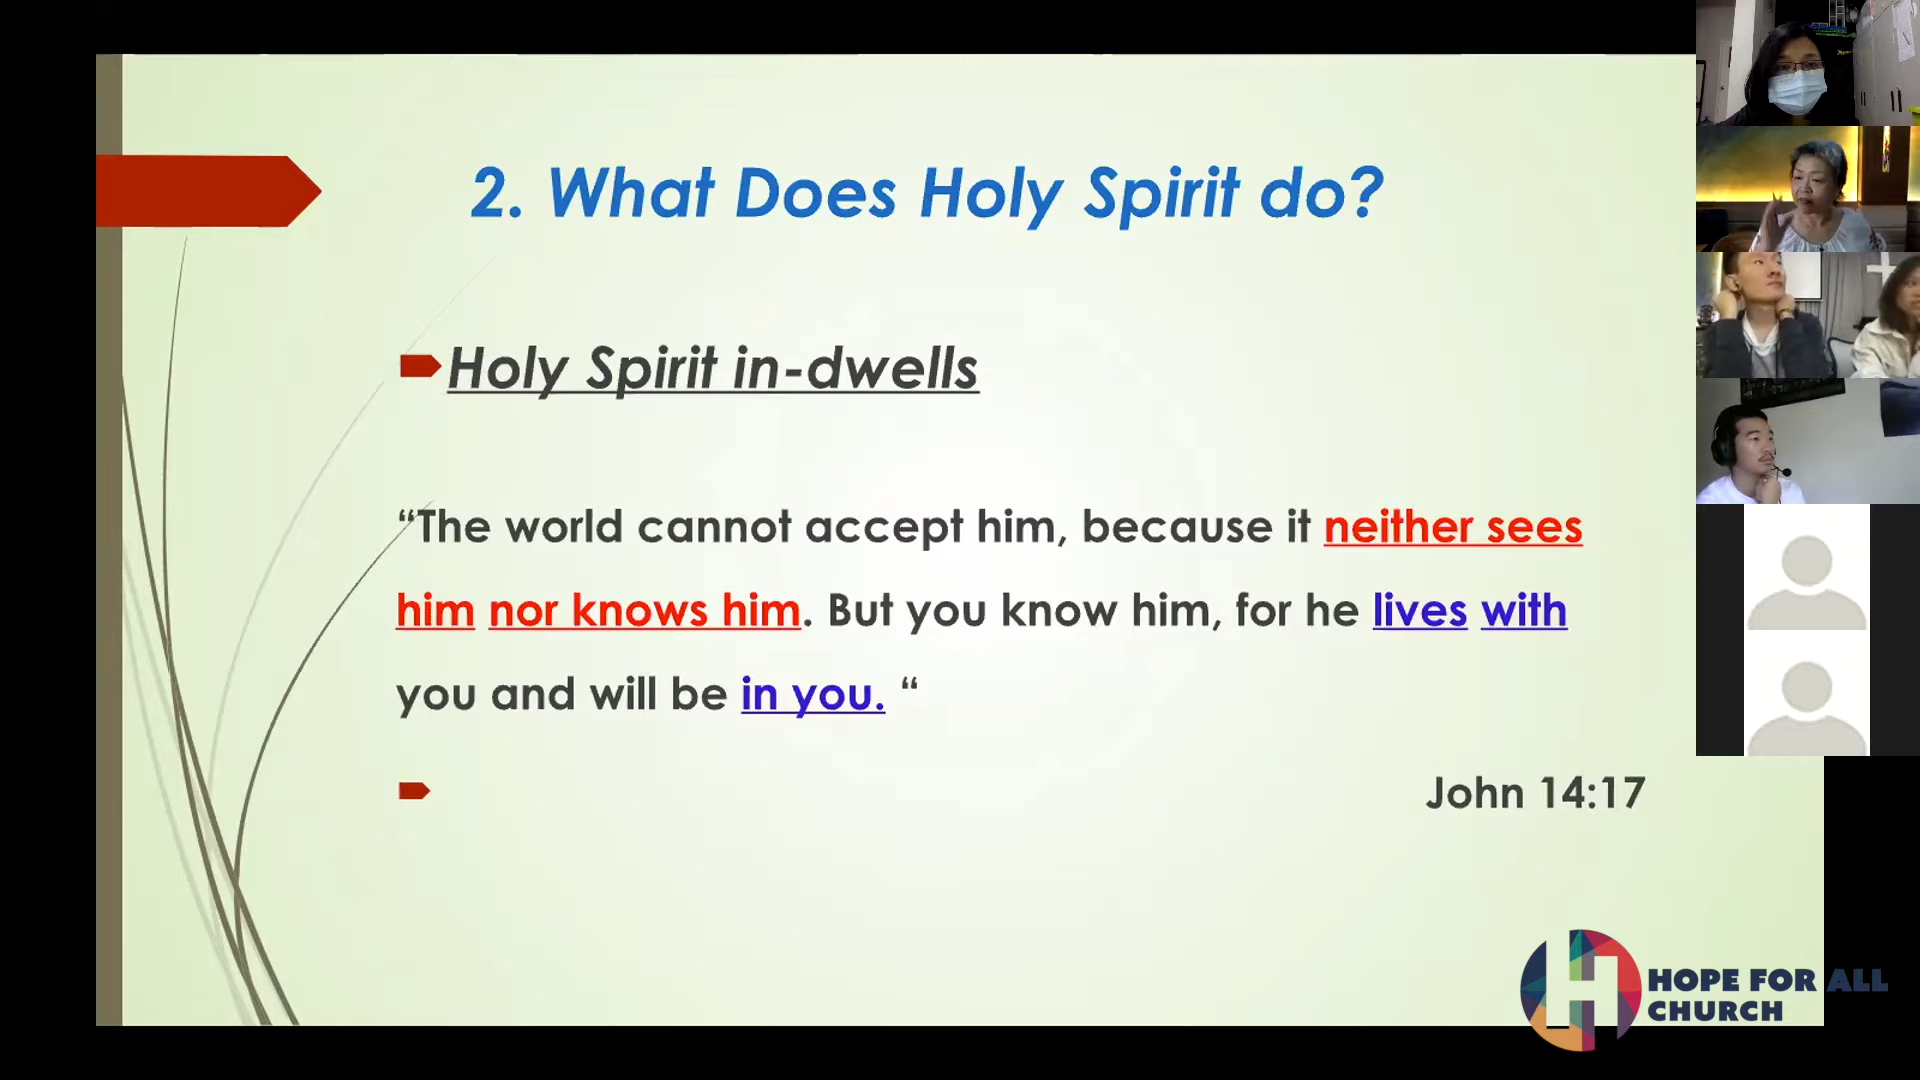 2. What Does Holy Spirit do?
Holy Spirit in-dwells
“The world cannot accept him, because it neither sees
him nor knows him. But you know him, for he lives with
you and will be in you. “
John 14:17
HOPE FOR ALL
CHURCH